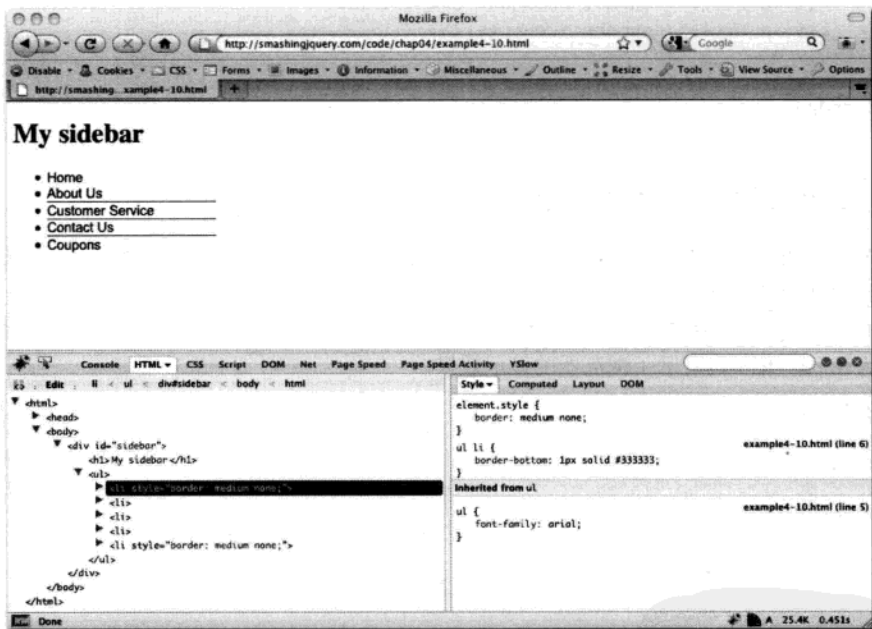 Mozilla Firefox
http://smashingjquery.com/code/chap04/example4-10.html
Google
Disable Cookies CSS Forms Images Information Miscellaneous Outline Resize Tools View Source Options
http://smashing...xample4-10.html
My sidebar
• Home
• About Us
• Customer Service
• Contact Us
• Coupons
Console HTML CSS Script DOM Net Page Speed Page Speed Activity YSlow
Edit li < ul < div#sidebar < body < html
<html>
<head>
<body>
<div id="sidebar">
<h1>My sidebar</h1>
<ul>
<li style="border: medium none;">
<li>
<li>
<li>
<li style="border: medium none;">
</ul>
</div>
</body>
</html>
Style Computed Layout DOM
element.style {
border: medium none;
}
ul li { example4-10.html (line 6)
border-bottom: 1px solid #333333;
}
Inherited from ul
ul { example4-10.html (line 5)
font-family: arial;
}
Done
A 25.4K 0.451s